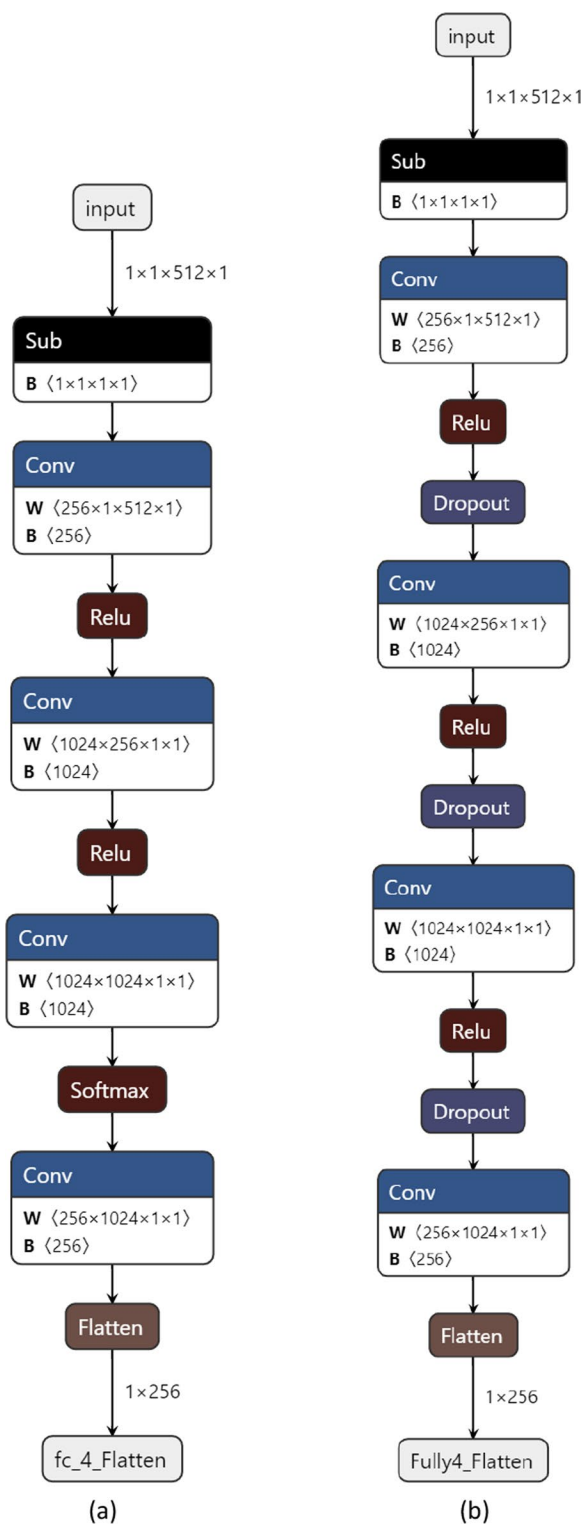 input
1×1×512×1
Sub
B ⟨1×1×1×1⟩
Conv
W ⟨256×1×512×1⟩
B ⟨256⟩
Relu
Conv
W ⟨1024×256×1×1⟩
B ⟨1024⟩
Relu
Conv
W ⟨1024×1024×1×1⟩
B ⟨1024⟩
Softmax
Conv
W ⟨256×1024×1×1⟩
B ⟨256⟩
Flatten
1×256
fc_4_Flatten
(a)
input
1×1×512×1
Sub
B ⟨1×1×1×1⟩
Conv
W ⟨256×1×512×1⟩
B ⟨256⟩
Relu
Dropout
Conv
W ⟨1024×256×1×1⟩
B ⟨1024⟩
Relu
Dropout
Conv
W ⟨1024×1024×1×1⟩
B ⟨1024⟩
Relu
Dropout
Conv
W ⟨256×1024×1×1⟩
B ⟨256⟩
Flatten
1×256
Fully4_Flatten
(b)